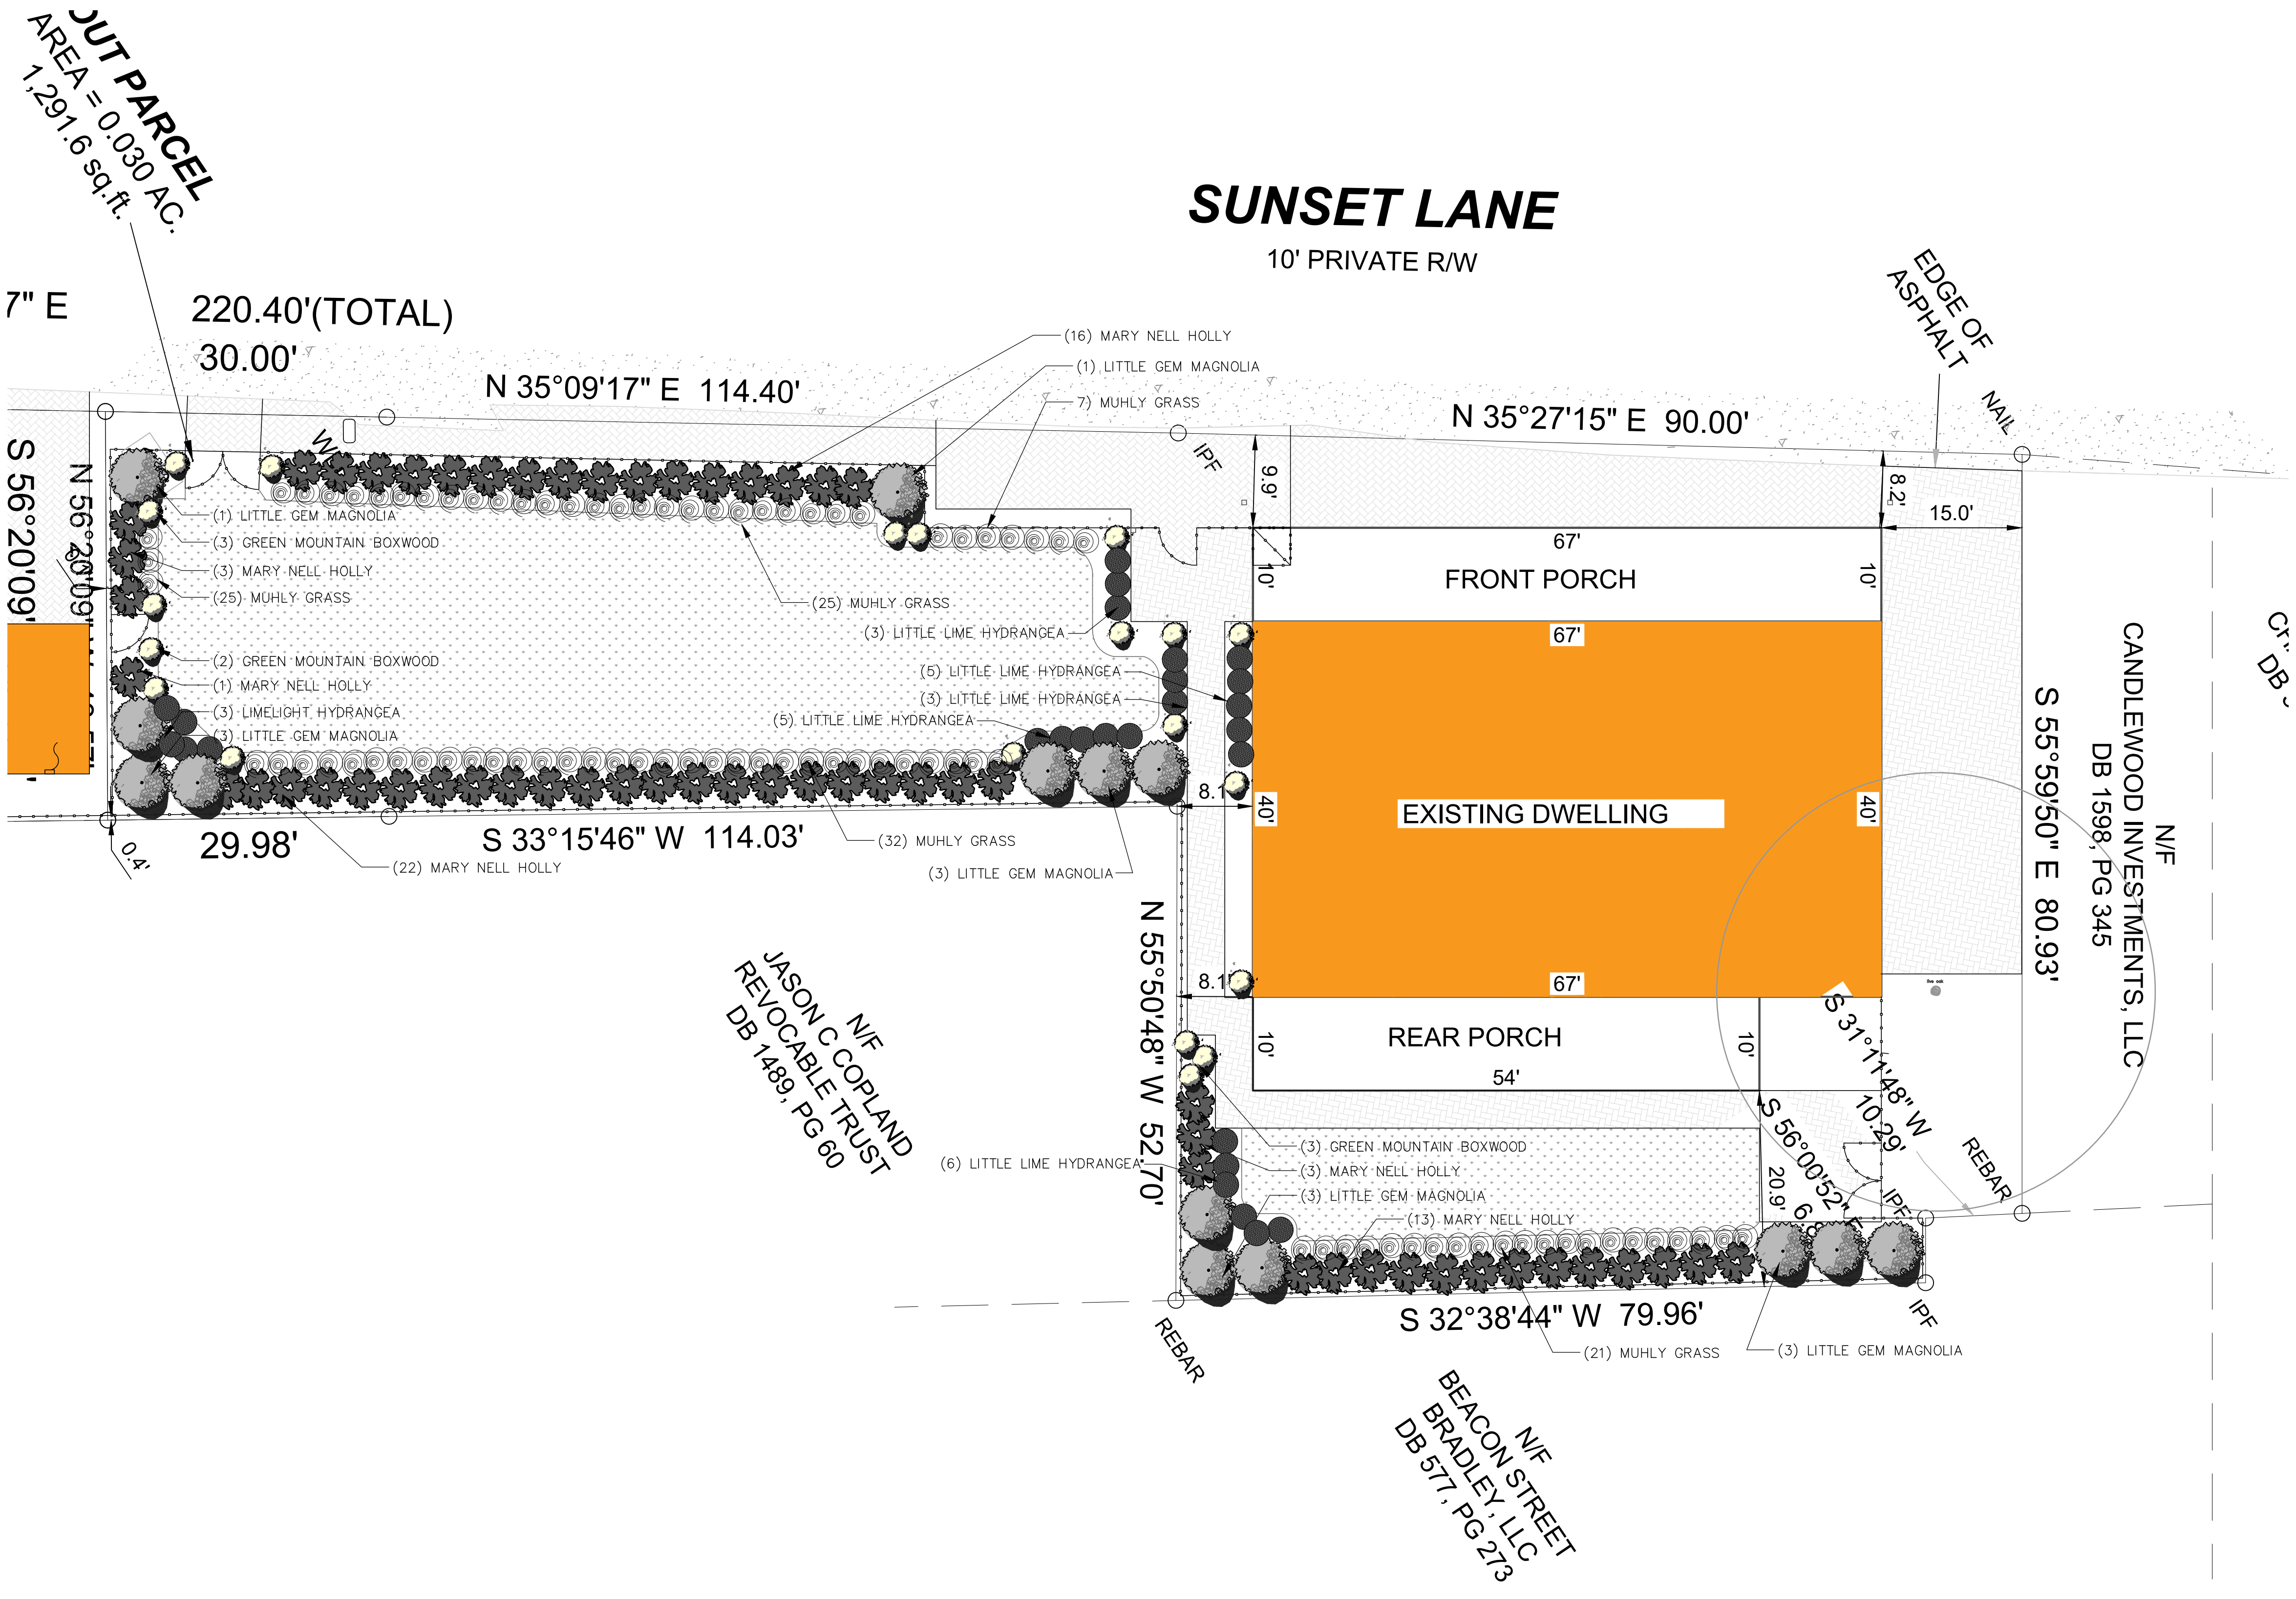 OUT PARCEL
AREA = 0.030 AC.
1,291.6 sq.ft.
SUNSET LANE
10' PRIVATE R/W
7" E
220.40'(TOTAL)
30.00'
N 35°09'17" E 114.40'
(16) MARY NELL HOLLY
(1) LITTLE GEM MAGNOLIA
7) MUHLY GRASS
IPF
N 35°27'15" E 90.00'
EDGE OF
ASPHALT
NAIL
S 56°20'09"
N 56°20'09"
W
(1) LITTLE GEM MAGNOLIA
(3) GREEN MOUNTAIN BOXWOOD
(3) MARY NELL HOLLY
(25) MUHLY GRASS
(2) GREEN MOUNTAIN BOXWOOD
(1) MARY NELL HOLLY
(3) LIMELIGHT HYDRANGEA
(3) LITTLE GEM MAGNOLIA
(25) MUHLY GRASS
(3) LITTLE LIME HYDRANGEA
(5) LITTLE LIME HYDRANGEA
(3) LITTLE LIME HYDRANGEA
(5) LITTLE LIME HYDRANGEA
9.9'
8.2'
15.0'
67'
10'
FRONT PORCH
10'
67'
8.1
40'
EXISTING DWELLING
40'
8.1
67'
10'
REAR PORCH
10'
54'
0.4'
29.98'
S 33°15'46" W 114.03'
(22) MARY NELL HOLLY
(32) MUHLY GRASS
(3) LITTLE GEM MAGNOLIA
N/F
JASON C COPLAND
REVOCABLE TRUST
DB 1489, PG 60
N 55°50'48" W 52.70'
S 55°59'50" E 80.93'
N/F
CANDLEWOOD INVESTMENTS, LLC
DB 1598, PG 345
DB
live oak
S 31°11'48" W
10.29'
S 56°00'52" E
20.9'
IPF
REBAR
(3) GREEN MOUNTAIN BOXWOOD
(3) MARY NELL HOLLY
(6) LITTLE LIME HYDRANGEA
(3) LITTLE GEM MAGNOLIA
(13) MARY NELL HOLLY
S 32°38'44" W 79.96'
REBAR
IPF
(21) MUHLY GRASS
(3) LITTLE GEM MAGNOLIA
N/F
BEACON STREET
BRADLEY, LLC
DB 577, PG 273